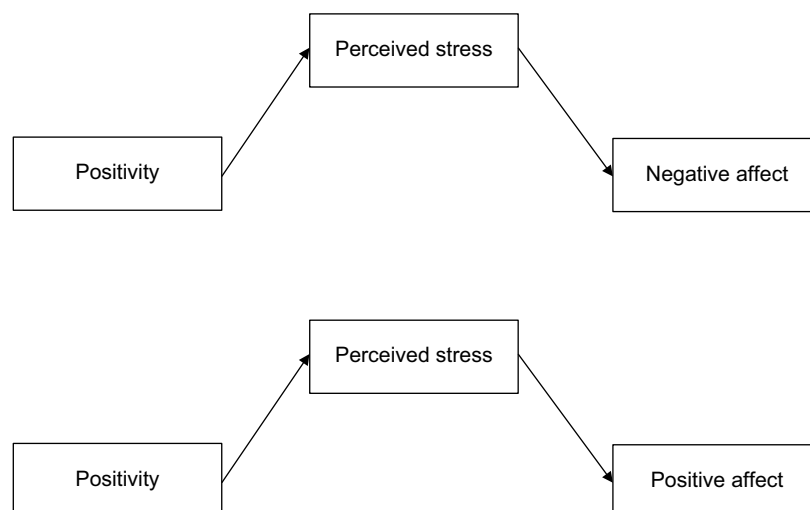 Perceived stress
Positivity
Negative affect
Perceived stress
Positivity
Positive affect